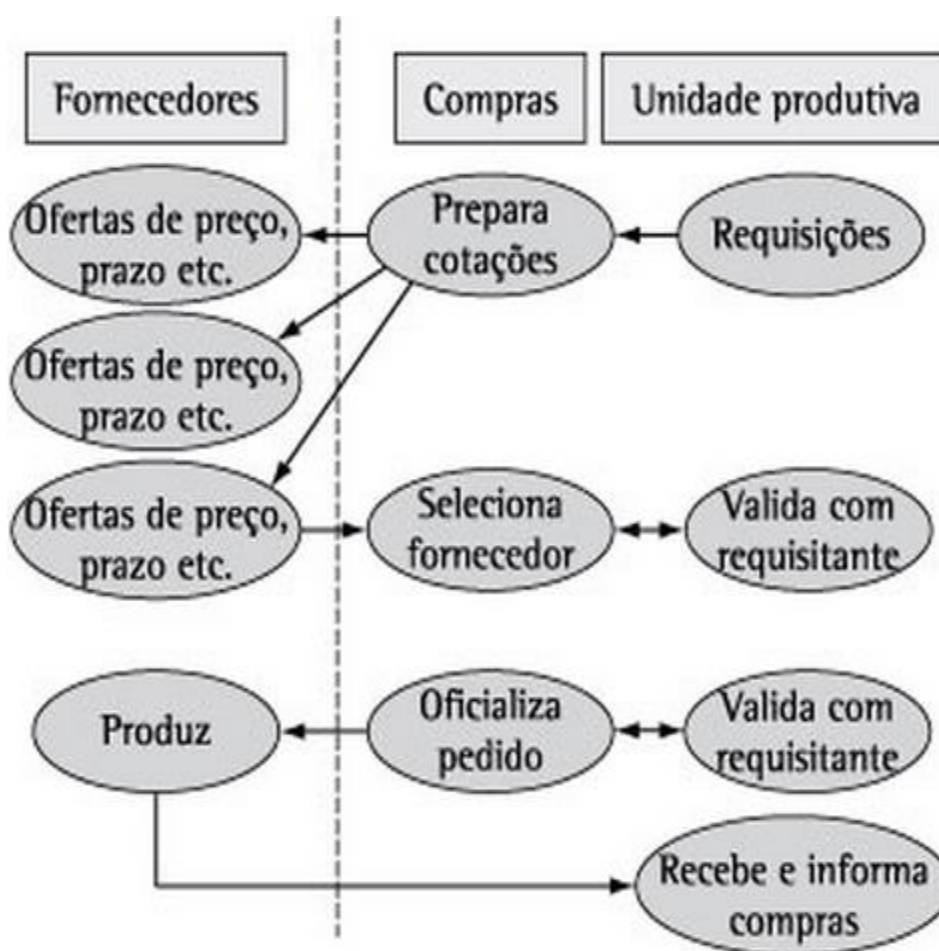 Fornecedores
Compras
Unidade produtiva
Ofertas de preço,
prazo etc.
Prepara
cotações
Requisições
Ofertas de preço,
prazo etc.
Ofertas de preço,
prazo etc.
Seleciona
fornecedor
Valida com
requisitante
Produz
Oficializa
pedido
Valida com
requisitante
Recebe e informa
compras